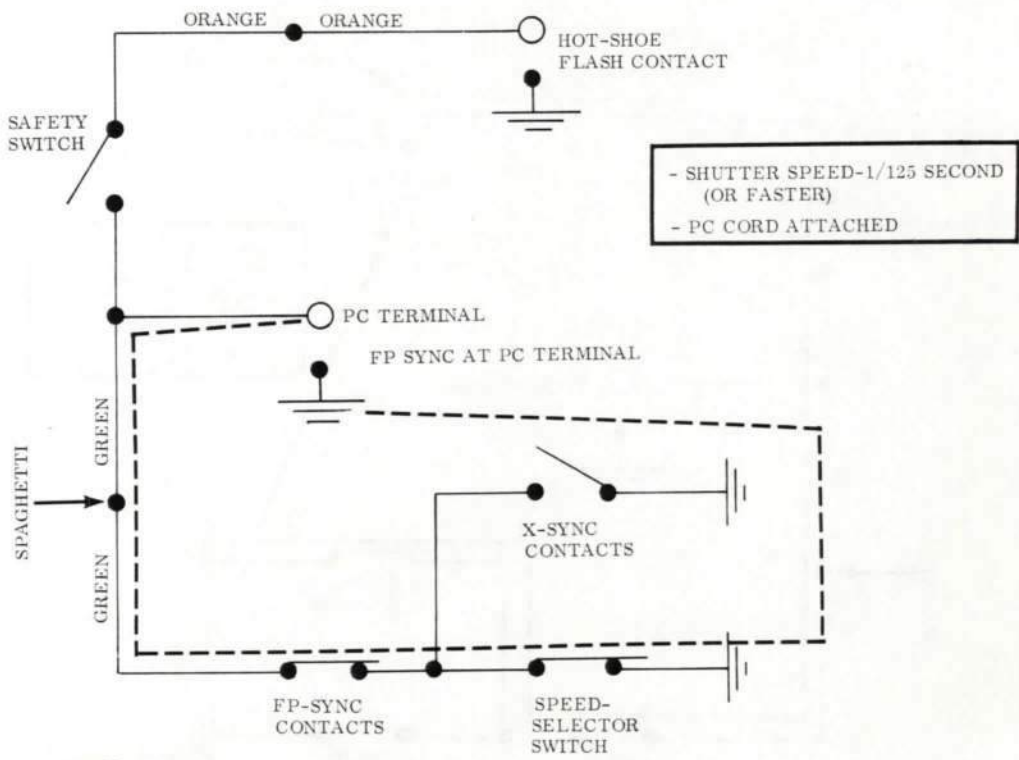 ORANGE ORANGE
HOT-SHOE
FLASH CONTACT
SAFETY
SWITCH
- SHUTTER SPEED-1/125 SECOND
(OR FASTER)
- PC CORD ATTACHED
PC TERMINAL
FP SYNC AT PC TERMINAL
GREEN
SPAGHETTI
GREEN
X-SYNC
CONTACTS
FP-SYNC
CONTACTS
SPEED-
SELECTOR
SWITCH